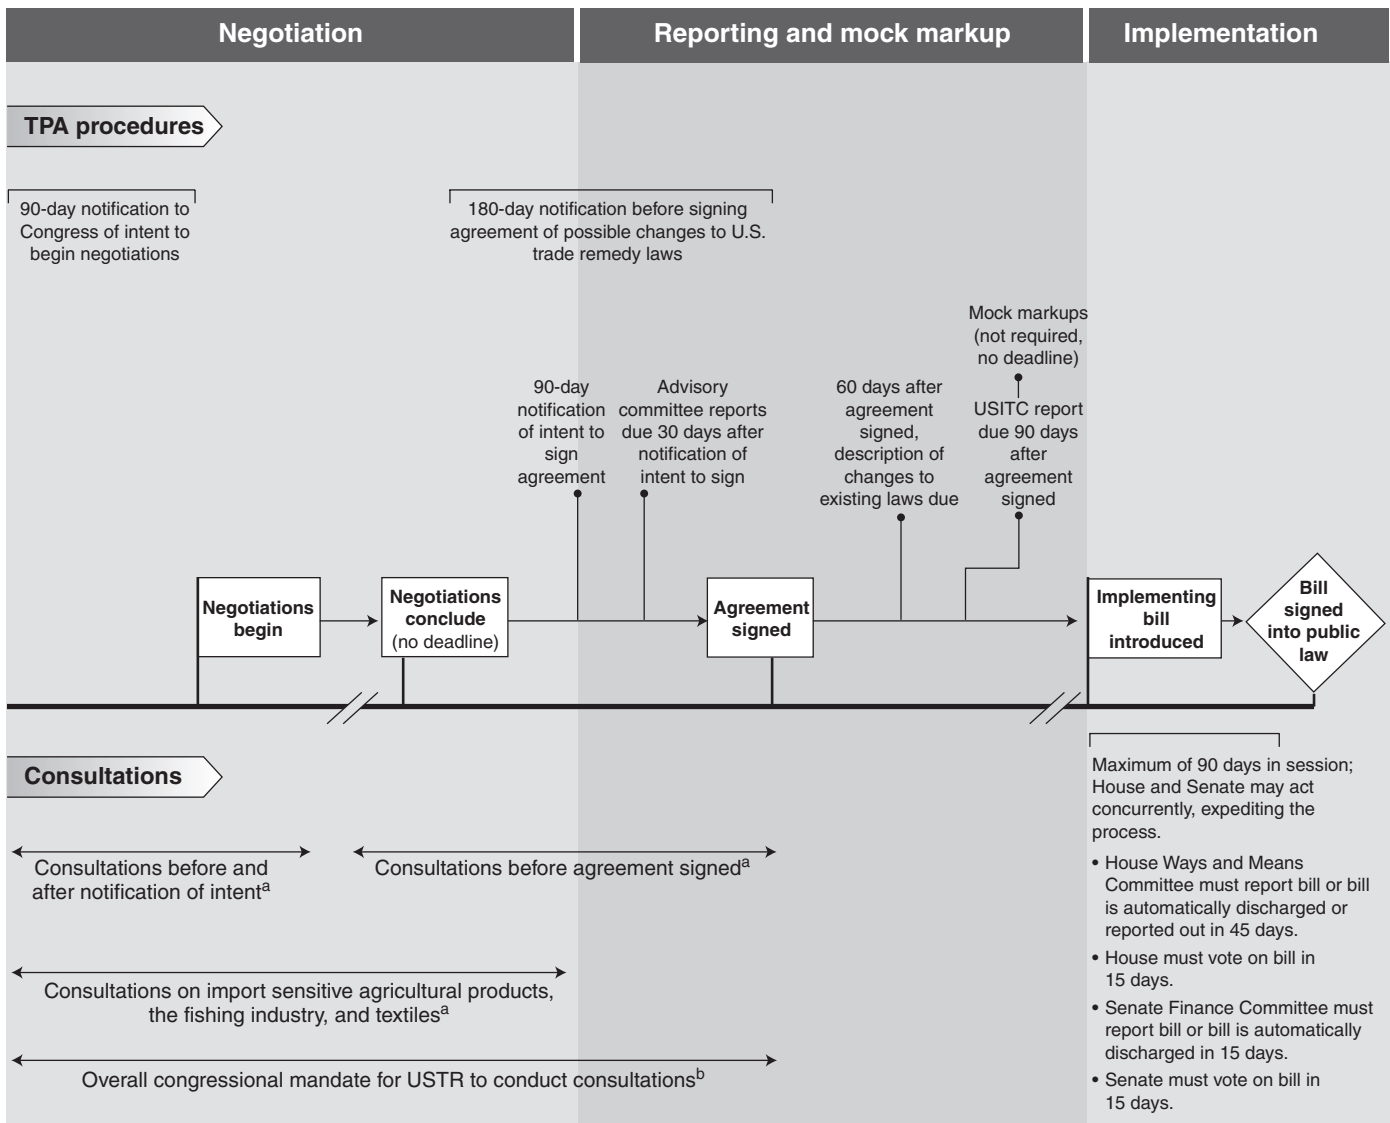 Negotiation
Reporting and mock markup
Implementation
TPA procedures
90-day notification to
Congress of intent to
begin negotiations
180-day notification before signing
agreement of possible changes to U.S.
trade remedy laws
Mock markups
(not required,
no deadline)
90-day
notification
of intent to
sign
agreement
Advisory
committee reports
due 30 days after
notification of
intent to sign
60 days after
agreement
signed,
description of
changes to
existing laws due
USITC report
due 90 days
after
agreement
signed
Negotiations
begin
Negotiations
conclude
(no deadline)
Agreement
signed
Implementing
bill
introduced
Bill
signed
into public
law
Consultations
Consultations before and
after notification of intentᵃ
Consultations before agreement signedᵃ
Consultations on import sensitive agricultural products,
the fishing industry, and textilesᵃ
Overall congressional mandate for USTR to conduct consultationsᵇ
Maximum of 90 days in session;
House and Senate may act
concurrently, expediting the
process.
• House Ways and Means
Committee must report bill or bill
is automatically discharged or
reported out in 45 days.
• House must vote on bill in
15 days.
• Senate Finance Committee must
report bill or bill is automatically
discharged in 15 days.
• Senate must vote on bill in
15 days.